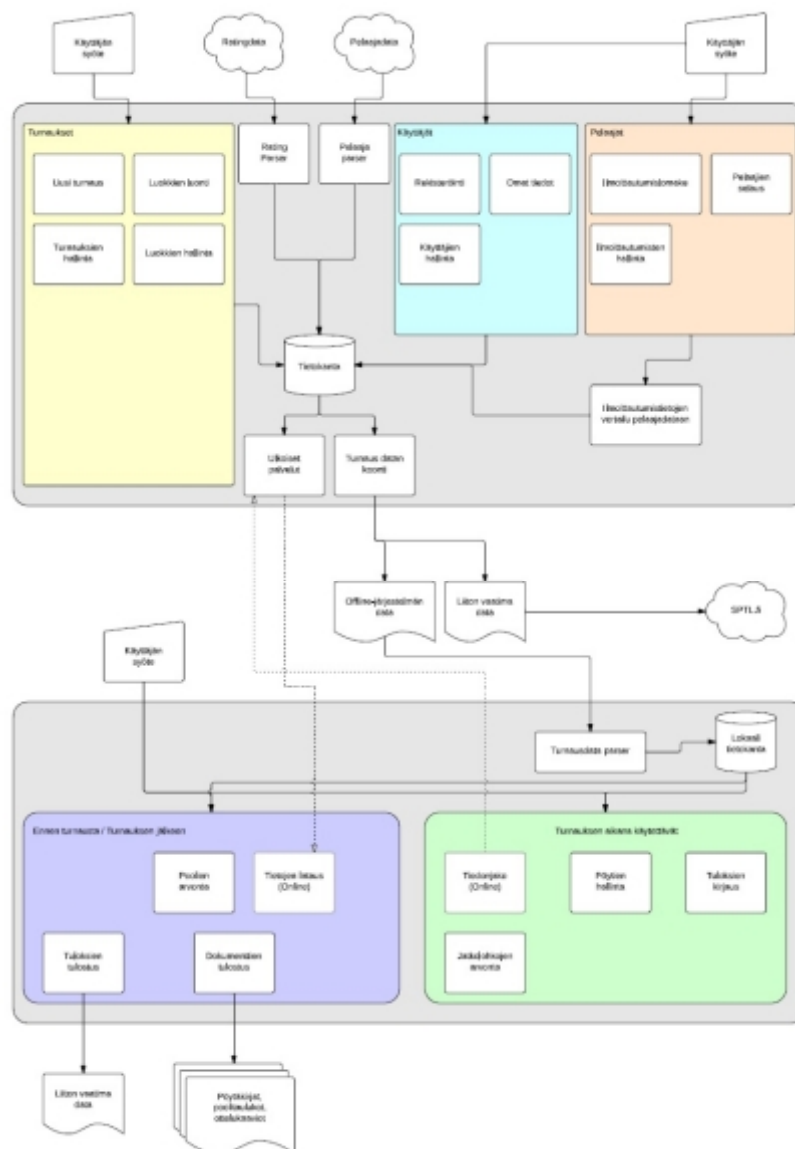 Käyttäjän
syöte
Ratingdata
Pelaajadata
Käyttäjän
syöte
Turnaukset
Uusi turnaus
Luokkien luonti
Turnauksien
hallinta
Luokkien hallinta
Rating
Parser
Pelaaja
parser
Käyttäjät
Rekisteröinti
Omat tiedot
Käyttäjien
hallinta
Pelaajat
Ilmoittautumislomake
Pelaajien
selaus
Ilmoittautumisten
hallinta
Tietokanta
Ilmoittautumistietojen
vertailu pelaajadataan
Ulkoiset
palvelut
Turnaus datan
koonti
Offline-järjestelmän
data
Liiton vaatima
data
SPTL:S
Käyttäjän
syöte
Turnausdata parser
Lokaali
tietokanta
Ennen turnausta / Turnauksen jälkeen
Poolien
arvonta
Tietojen listaus
(Online)
Tuloksien
tulostus
Dokumenttien
tulostus
Turnauksen aikana käytettävät
Tiedonjako
(Online)
Pöytien
hallinta
Tuloksien
kirjaus
Jatkolohkojen
arvonta
Liiton vaatima
data
Pöytäkirjat,
poolitaulukot,
ottelukaaviot